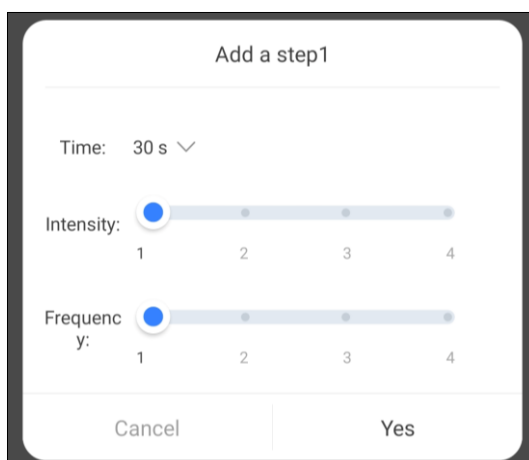 Add a step1
Time: 30 s
Intensity:
1 2 3 4
Frequenc
y:
1 2 3 4
Cancel Yes